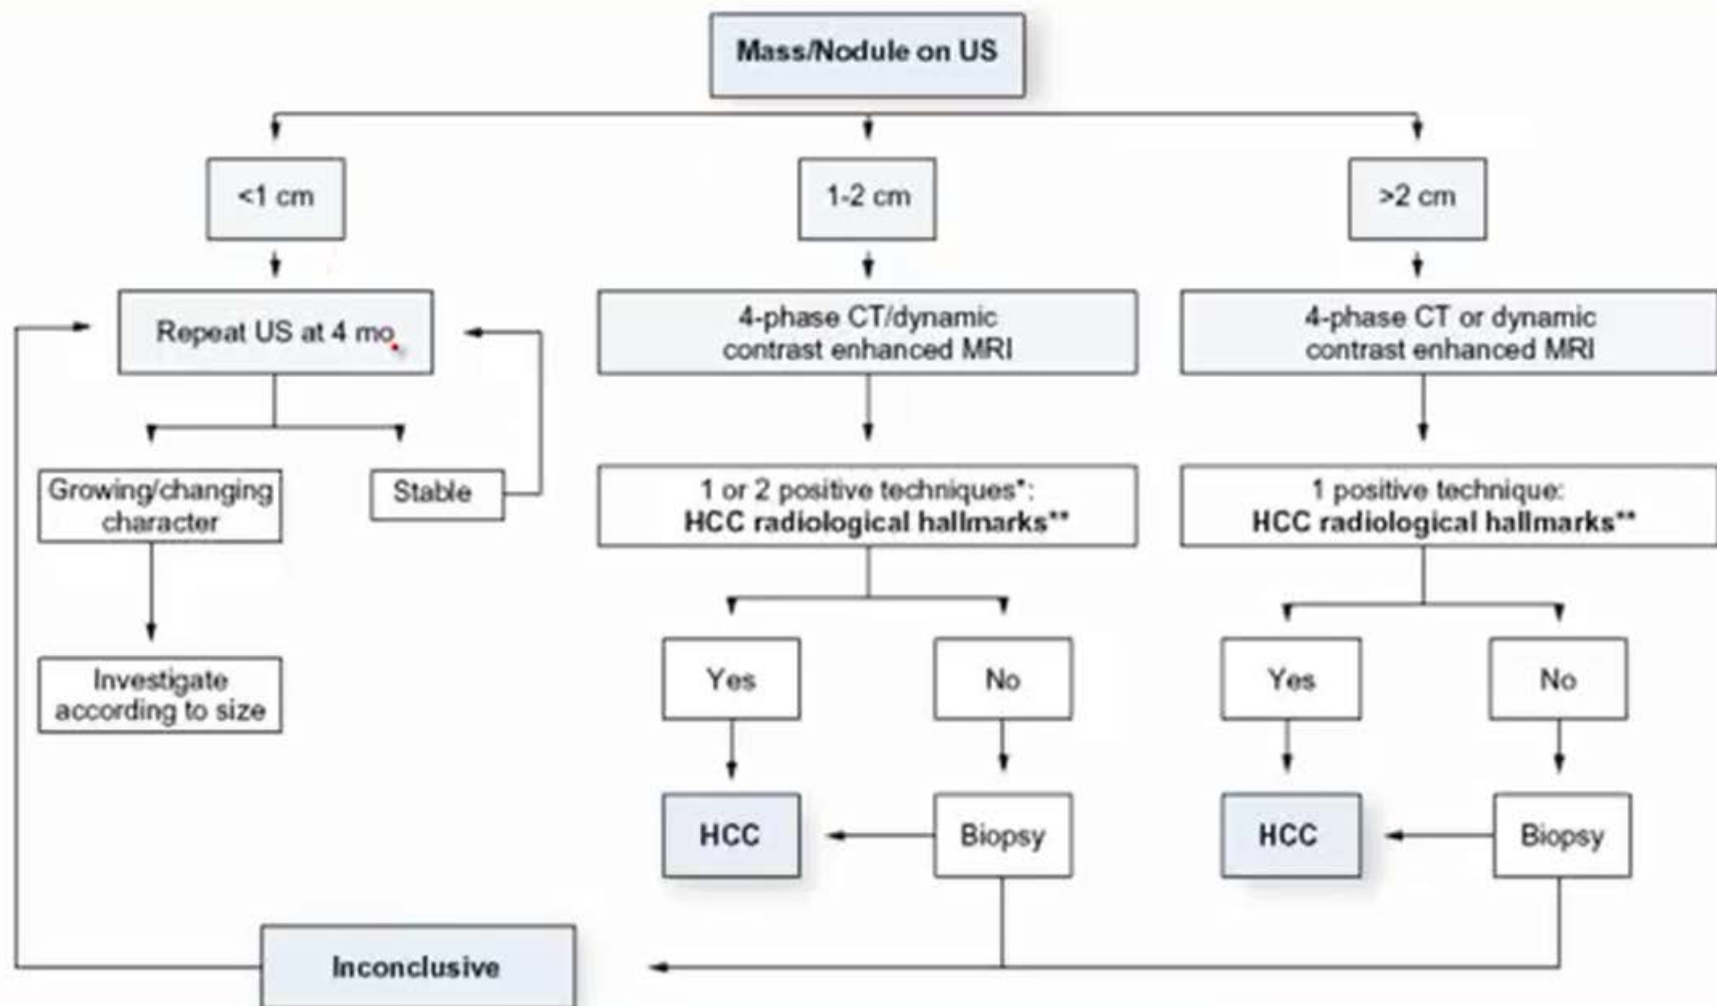 Mass/Nodule on US
<1 cm
1-2 cm
>2 cm
Repeat US at 4 mo
4-phase CT/dynamic
contrast enhanced MRI
4-phase CT or dynamic
contrast enhanced MRI
Growing/changing
character
Stable
1 or 2 positive techniques*:
HCC radiological hallmarks**
1 positive technique:
HCC radiological hallmarks**
Investigate
according to size
Yes
No
Yes
No
HCC
Biopsy
HCC
Biopsy
Inconclusive